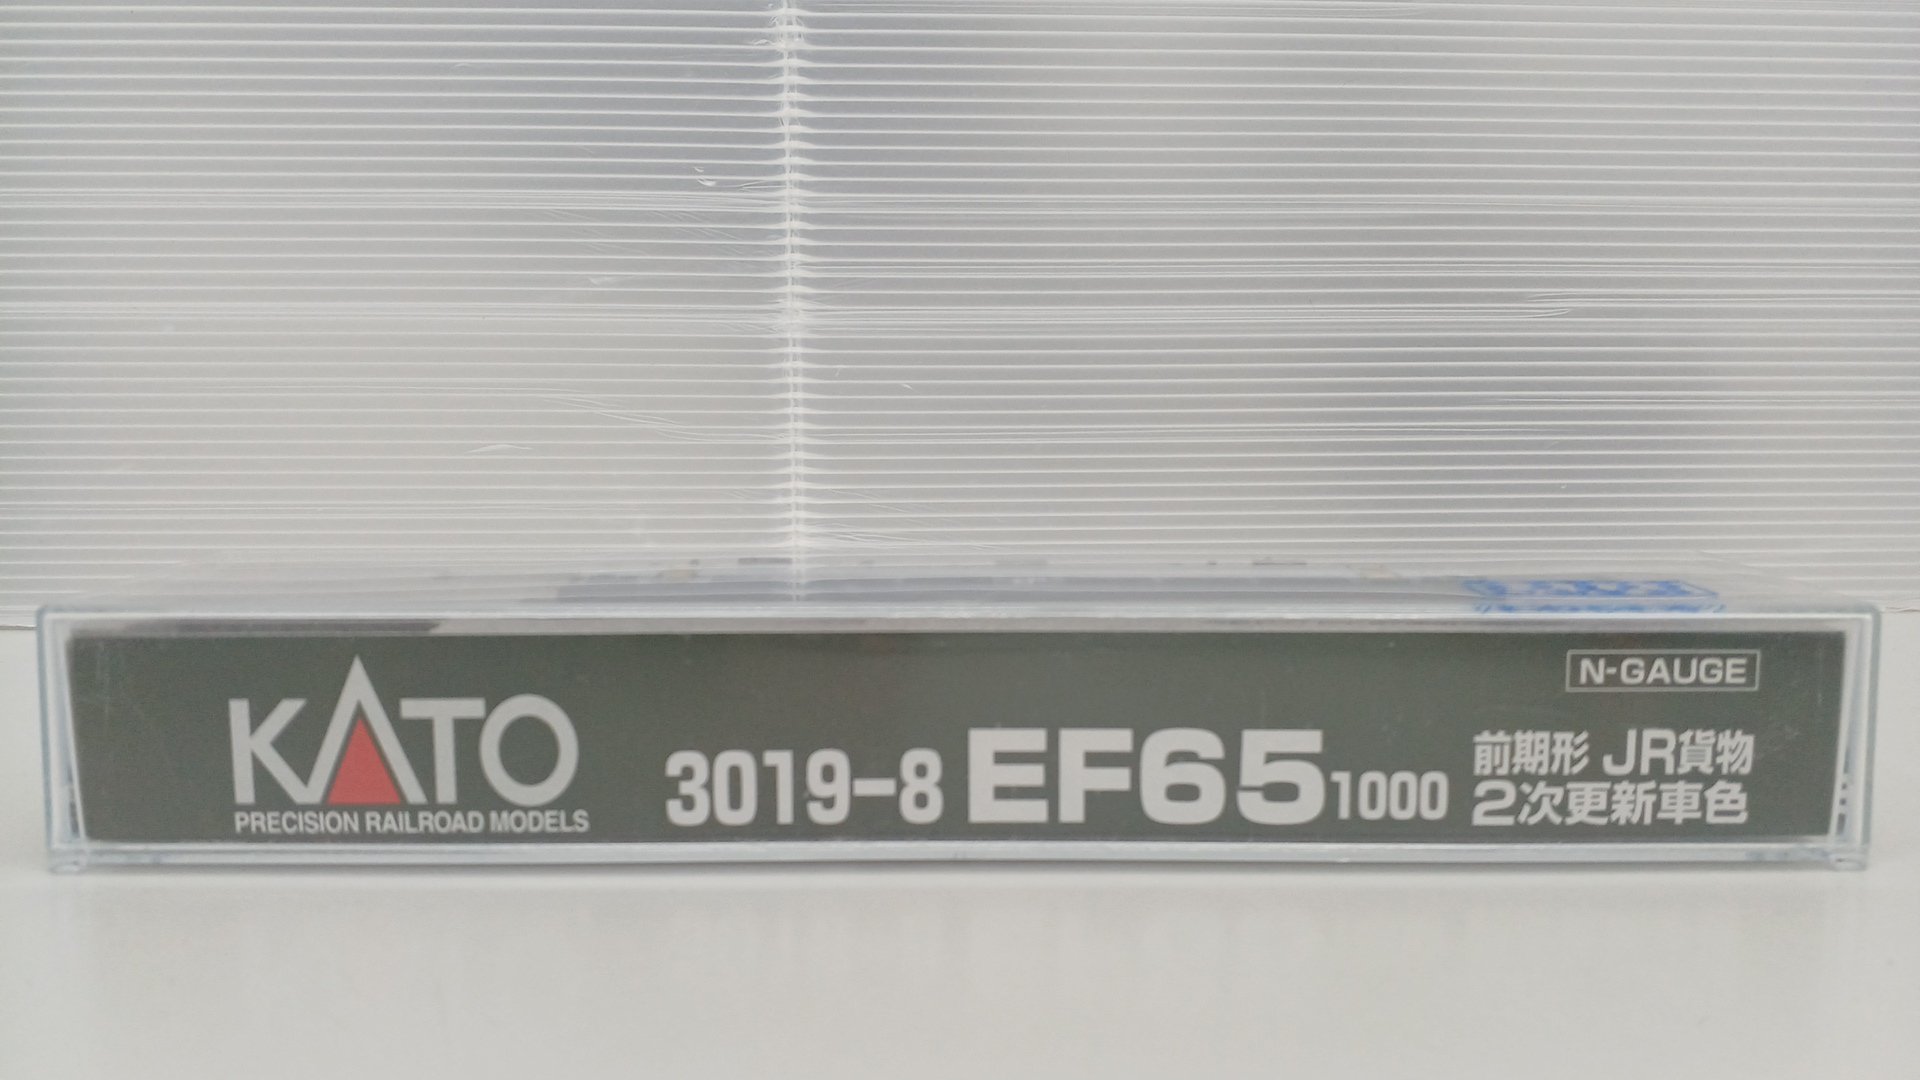 KATO
PRECISION RAILROAD MODELS
3019-8 EF65 1000
前期形 JR貨物
2次更新車色
N-GAUGE